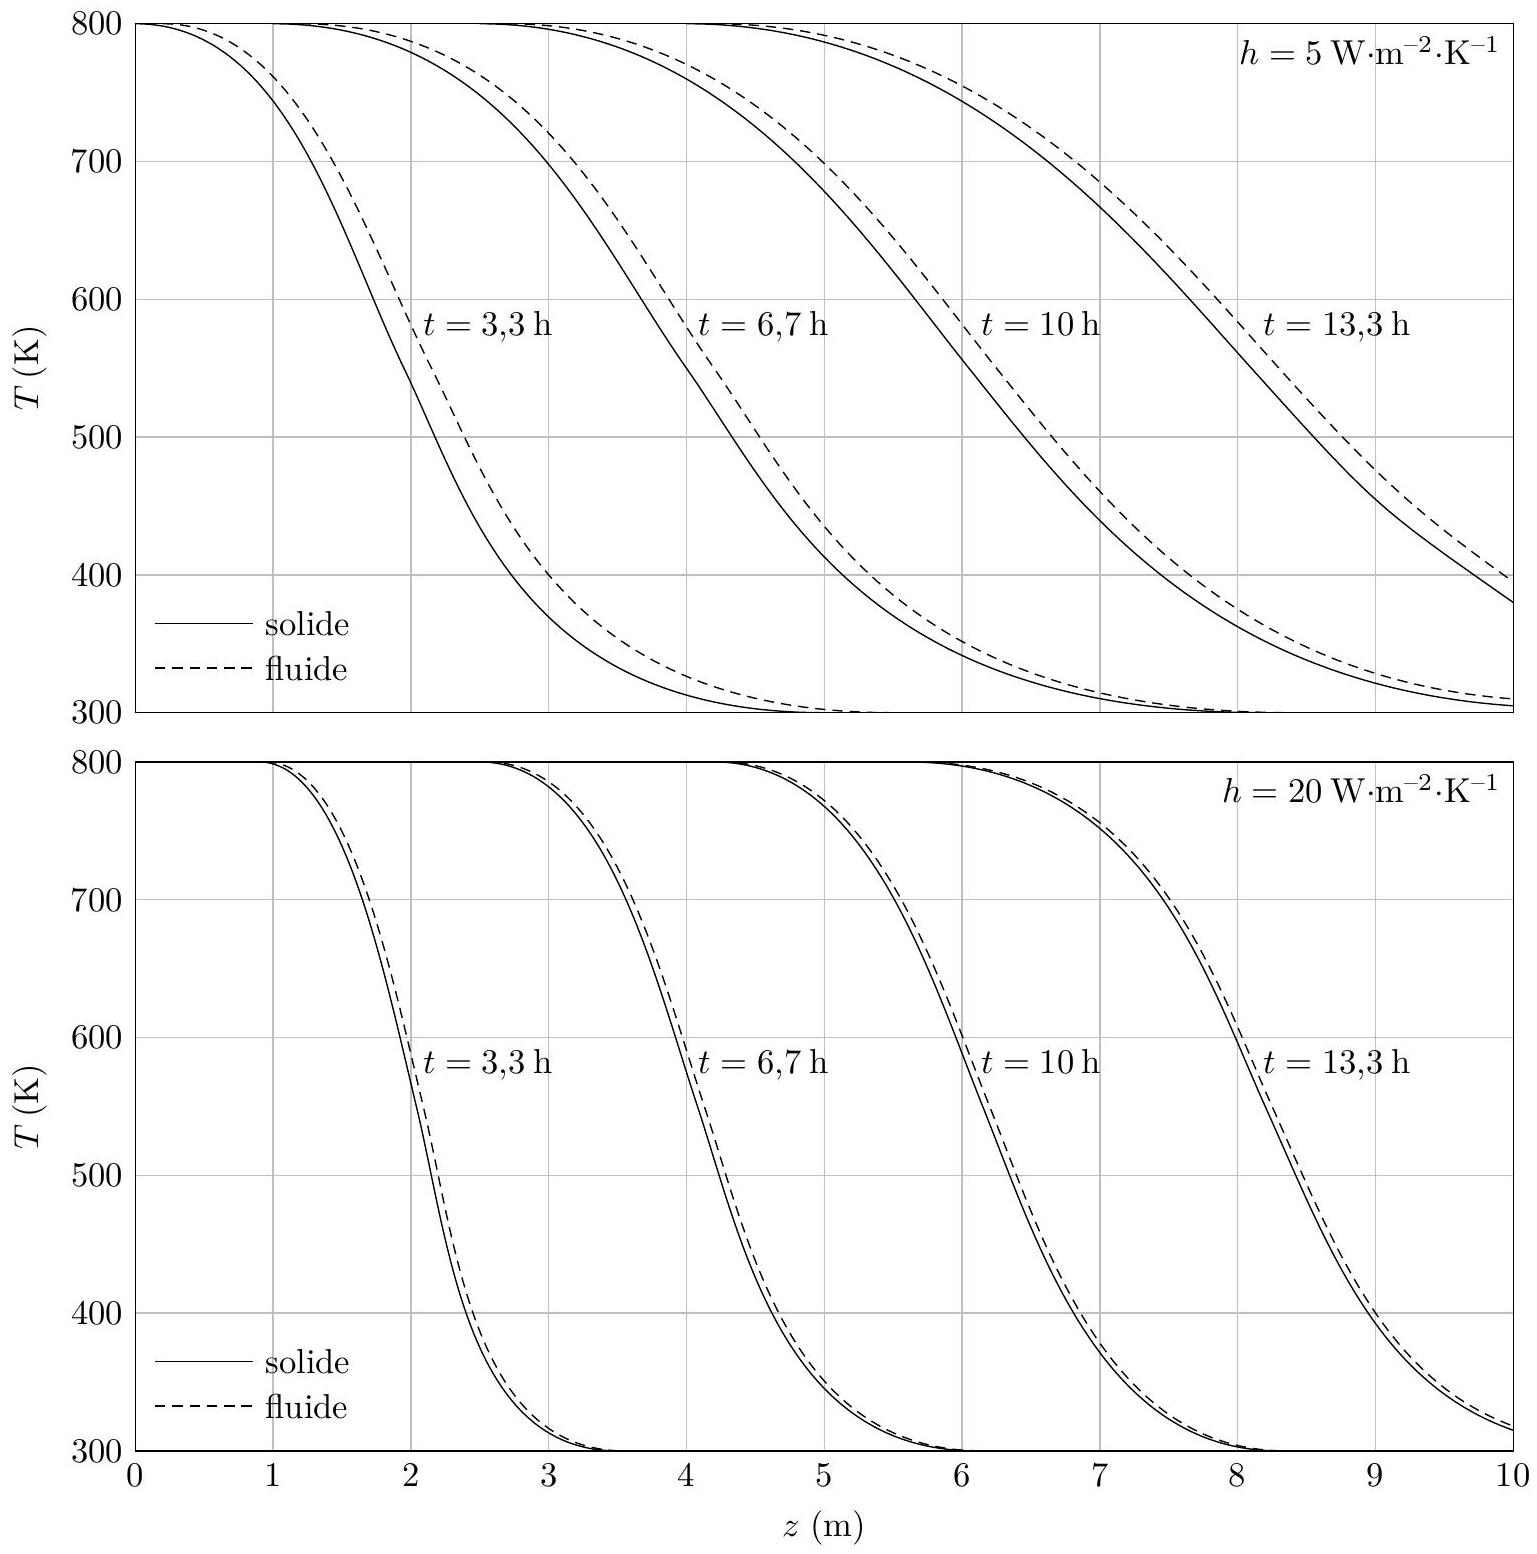 800
h = 5 W·m⁻²·K⁻¹
700
600
t = 3,3 h
t = 6,7 h
t = 10 h
t = 13,3 h
T (K)
500
400
solide
fluide
300
800
h = 20 W·m⁻²·K⁻¹
700
600
t = 3,3 h
t = 6,7 h
t = 10 h
t = 13,3 h
T (K)
500
400
solide
fluide
300
0 1 2 3 4 5 6 7 8 9 10
z (m)